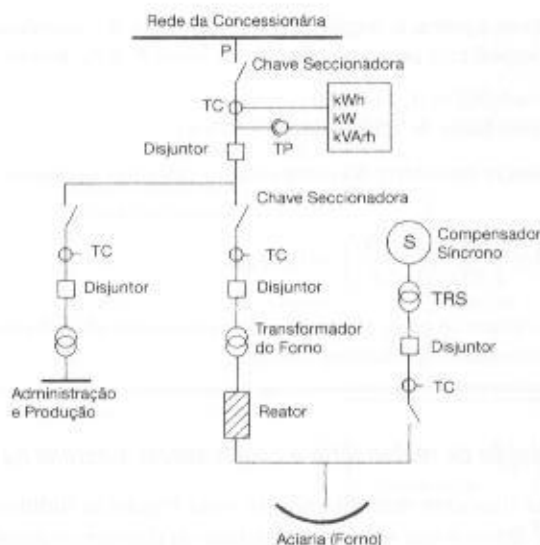 Rede da Concessionária
P
Chave Seccionadora
TC
kWh
kW
kVArh
TP
Disjuntor
Chave Seccionadora
TC
Disjuntor
Administração
e Produção
TC
Disjuntor
Transformador
do Forno
Reator
S
Compensador
Síncrono
TRS
Disjuntor
TC
Aciaria (Forno)